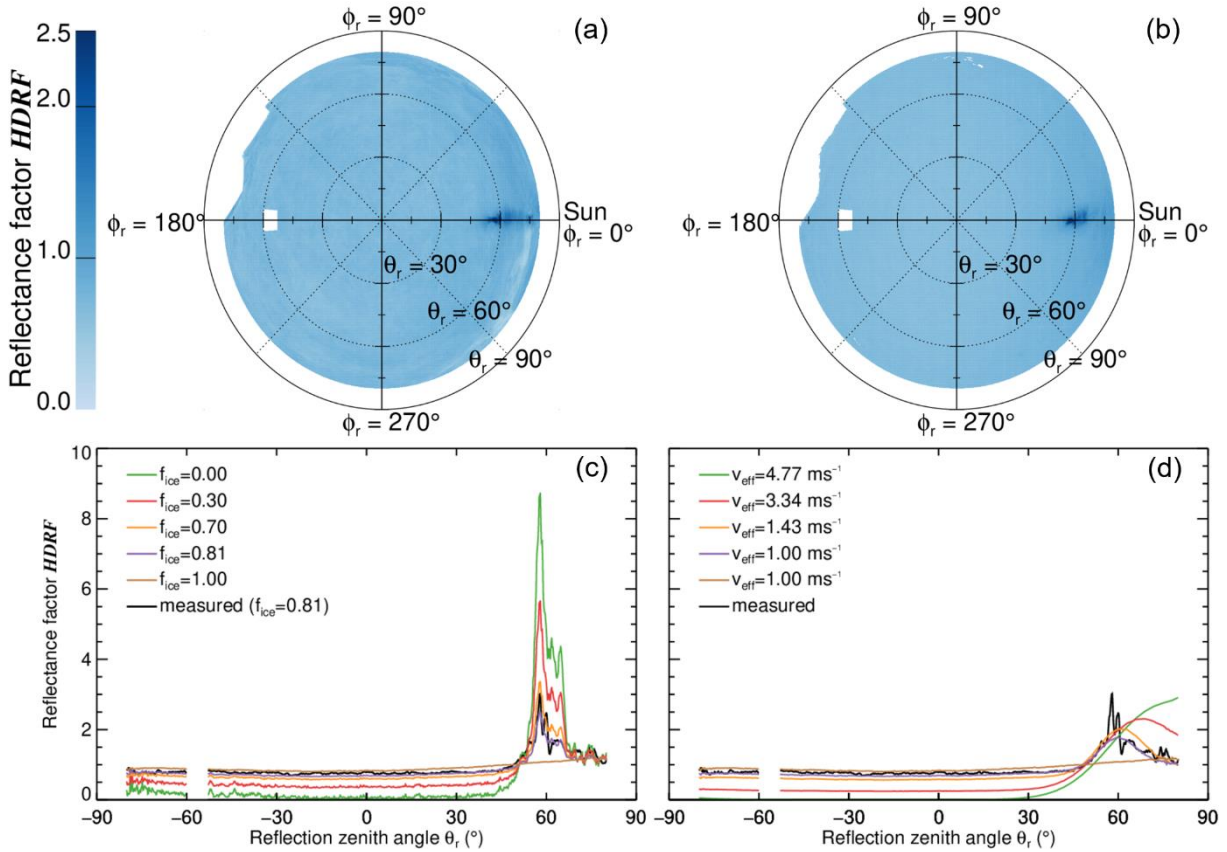 ϕr = 90°
(a)
ϕr = 90°
(b)
2.5
2.0
1.0
0.0
Reflectance factor HDRF
ϕr = 180°
Sun
ϕr = 0°
θr = 30°
θr = 60°
θr = 90°
ϕr = 270°
ϕr = 180°
Sun
ϕr = 0°
θr = 30°
θr = 60°
θr = 90°
ϕr = 270°
10
8
6
4
2
0
Reflectance factor HDRF
(c)
fice=0.00
fice=0.30
fice=0.70
fice=0.81
fice=1.00
measured (fice=0.81)
−90 −60 −30 0 30 60 90
Reflection zenith angle θr (°)
(d)
veff=4.77 ms⁻¹
veff=3.34 ms⁻¹
veff=1.43 ms⁻¹
veff=1.00 ms⁻¹
veff=1.00 ms⁻¹
measured
−90 −60 −30 0 30 60 90
Reflection zenith angle θr (°)